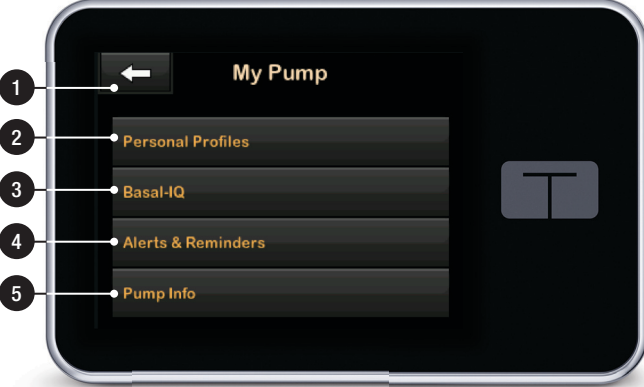 My Pump
1
2
Personal Profiles
3
Basal-IQ
4
Alerts & Reminders
5
Pump Info